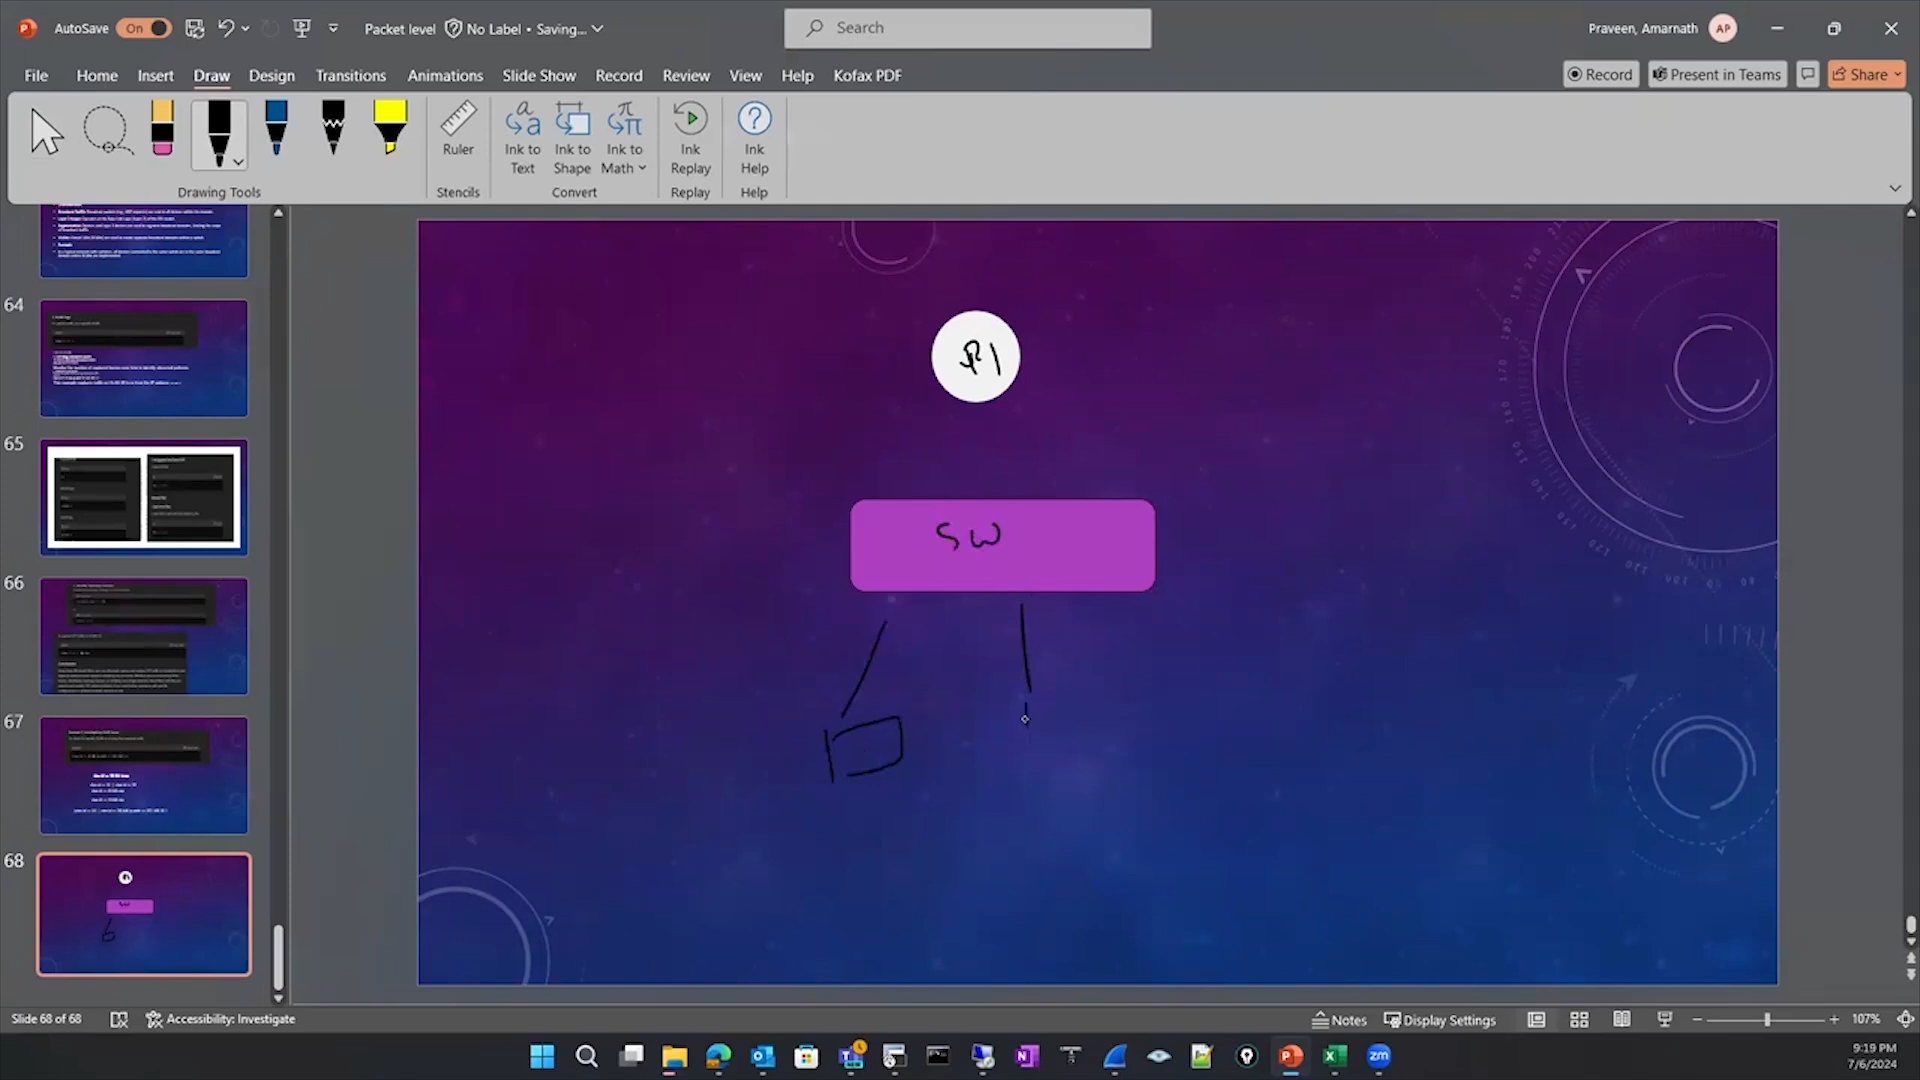 AutoSave On Packet level No Label • Saving... Search Praveen, Amarnath AP
File Home Insert Draw Design Transitions Animations Slide Show Record Review View Help Kofax PDF Record Present in Teams Share
Ruler Ink to Text Ink to Shape Ink to Math Ink Replay Ink Help
Drawing Tools Stencils Convert Replay Help
64
65
66
67
68
R1
SW
Slide 68 of 68 Accessibility: Investigate Notes Display Settings 107%
zm
9:19 PM
7/6/2024